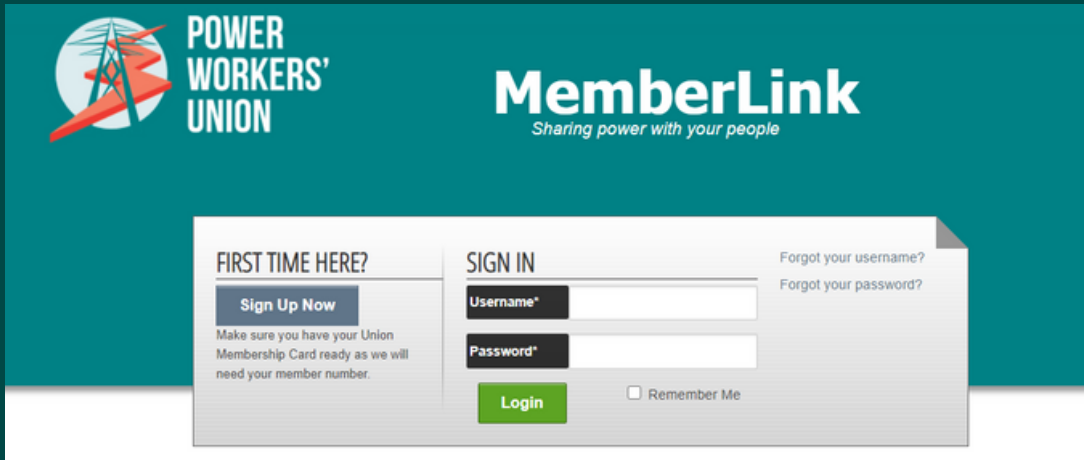 POWER
WORKERS'
UNION
MemberLink
Sharing power with your people
FIRST TIME HERE?
Sign Up Now
Make sure you have your Union
Membership Card ready as we will
need your member number.
SIGN IN
Username*
Password*
Login
Remember Me
Forgot your username?
Forgot your password?